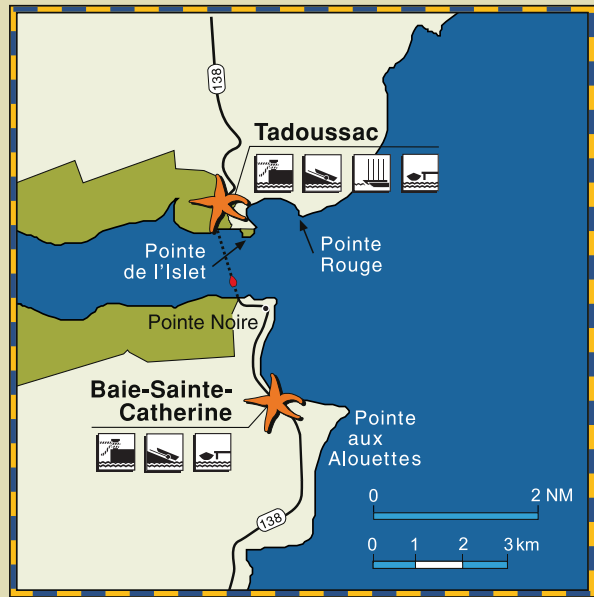 138
Tadoussac
Pointe
de l'Islet
Pointe
Rouge
Pointe Noire
Baie-Sainte-
Catherine
Pointe
aux
Alouettes
138
0 2 NM
0 1 2 3 km